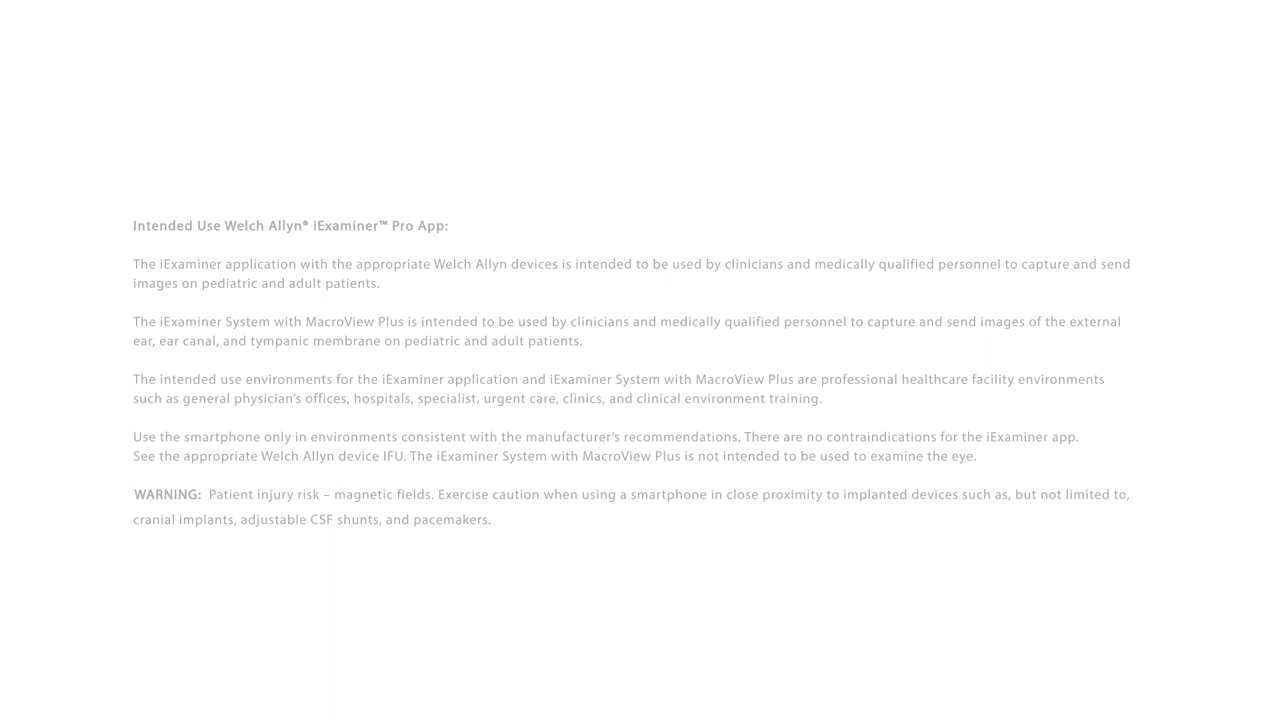 Intended Use Welch Allyn® iExaminer™ Pro App:
The iExaminer application with the appropriate Welch Allyn devices is intended to be used by clinicians and medically qualified personnel to capture and send
images on pediatric and adult patients.
The iExaminer System with MacroView Plus is intended to be used by clinicians and medically qualified personnel to capture and send images of the external
ear, ear canal, and tympanic membrane on pediatric and adult patients.
The intended use environments for the iExaminer application and iExaminer System with MacroView Plus are professional healthcare facility environments
such as general physician’s offices, hospitals, specialist, urgent care, clinics, and clinical environment training.
Use the smartphone only in environments consistent with the manufacturer’s recommendations. There are no contraindications for the iExaminer app.
See the appropriate Welch Allyn device IFU. The iExaminer System with MacroView Plus is not intended to be used to examine the eye.
WARNING: Patient injury risk – magnetic fields. Exercise caution when using a smartphone in close proximity to implanted devices such as, but not limited to,
cranial implants, adjustable CSF shunts, and pacemakers.